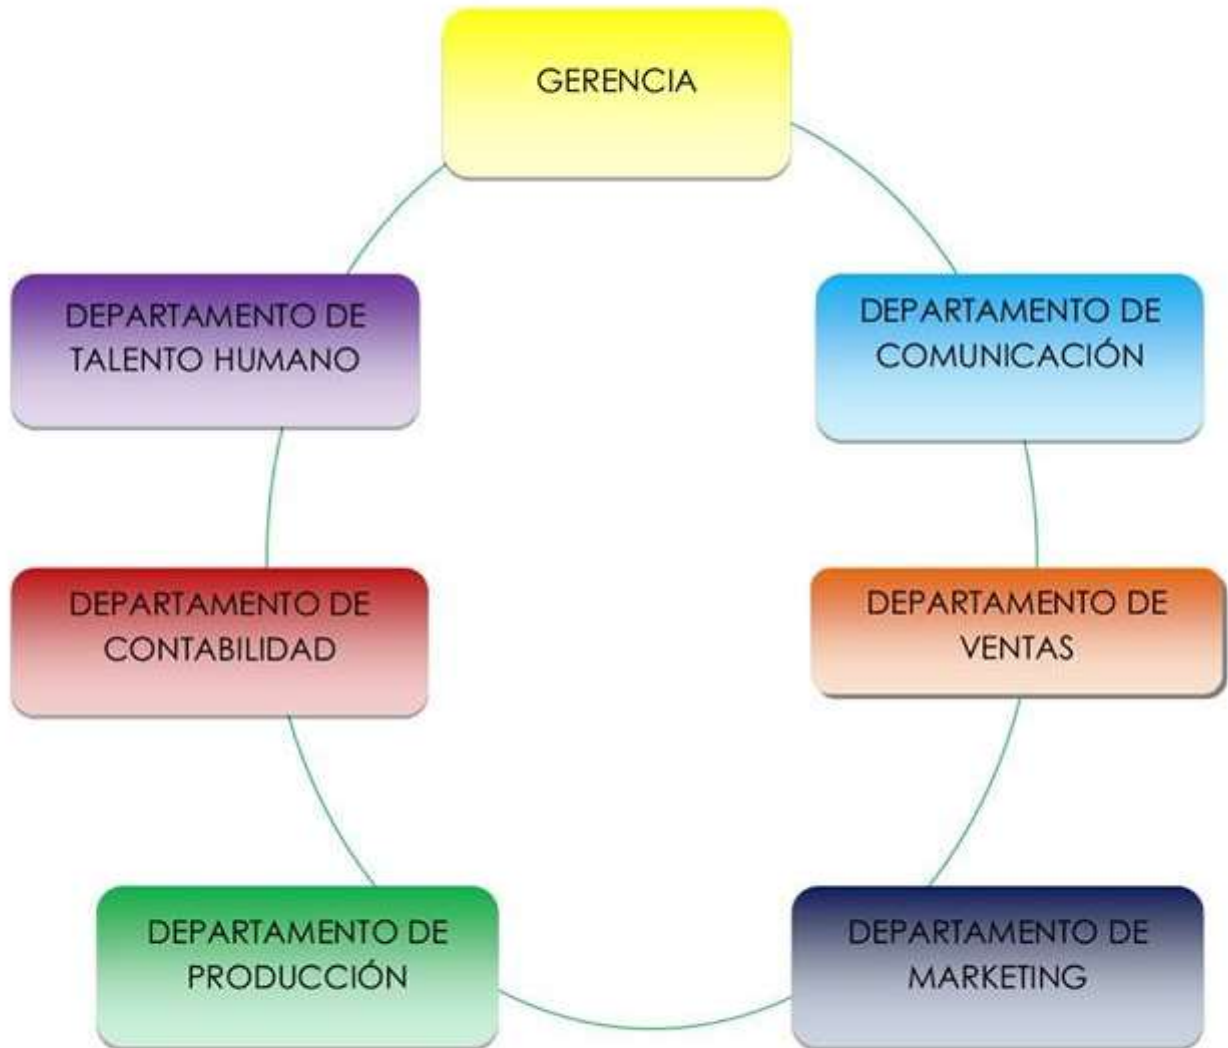 GERENCIA
DEPARTAMENTO DE
TALENTO HUMANO
DEPARTAMENTO DE
COMUNICACIÓN
DEPARTAMENTO DE
CONTABILIDAD
DEPARTAMENTO DE
VENTAS
DEPARTAMENTO DE
PRODUCCIÓN
DEPARTAMENTO DE
MARKETING